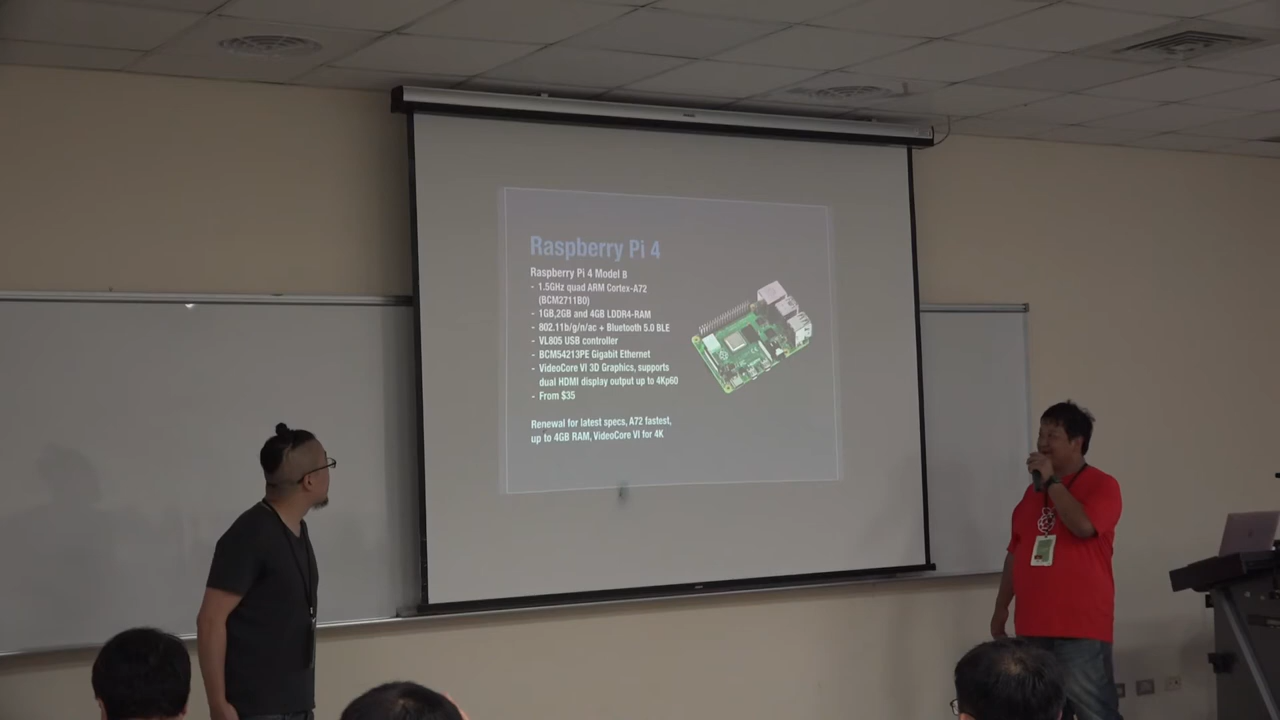 Raspberry Pi 4
Raspberry Pi 4 Model B
- 1.5GHz quad ARM Cortex-A72
(BCM2711B0)
- 1GB,2GB and 4GB LDDR4-RAM
- 802.11b/g/n/ac + Bluetooth 5.0 BLE
- VL805 USB controller
- BCM54213PE Gigabit Ethernet
- VideoCore VI 3D Graphics, supports
dual HDMI display output up to 4Kp60
- From $35
Renewal for latest specs, A72 fastest,
up to 4GB RAM, VideoCore VI for 4K